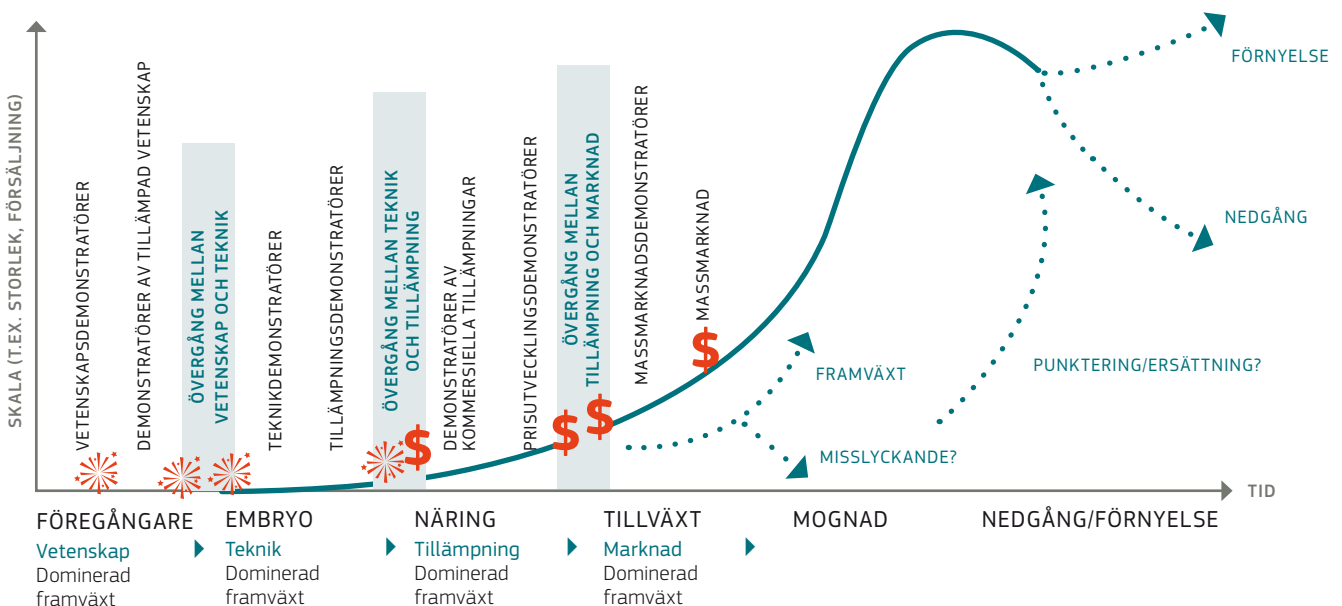 SKALA (T.EX. STORLEK, FÖRSÄLJNING)
VETENSKAPSDEMONSTRATÖRER
DEMONSTRATÖRER AV TILLÄMPAD VETENSKAP
ÖVERGÅNG MELLAN
VETENSKAP OCH TEKNIK
TEKNIKDEMONSTRATÖRER
TILLÄMPNINGSDEMONSTRATÖRER
ÖVERGÅNG MELLAN TEKNIK
OCH TILLÄMPNING
DEMONSTRATÖRER AV
KOMMERSIELLA TILLÄMPNINGAR
PRISUTVECKLINGSDEMONSTRATÖRER
ÖVERGÅNG MELLAN
TILLÄMPNING OCH MARKNAD
MASSMARKNADSDEMONSTRATÖRER
MASSMARKNAD
$
$
$
$
FÖRNYELSE
NEDGÅNG
PUNKTERING/ERSÄTTNING?
FRAMVÄXT
MISSLYCKANDE?
TID
FÖREGÅNGARE
Vetenskap
Dominerad
framväxt
EMBRYO
Teknik
Dominerad
framväxt
NÄRING
Tillämpning
Dominerad
framväxt
TILLVÄXT
Marknad
Dominerad
framväxt
MOGNAD
NEDGÅNG/FÖRNYELSE